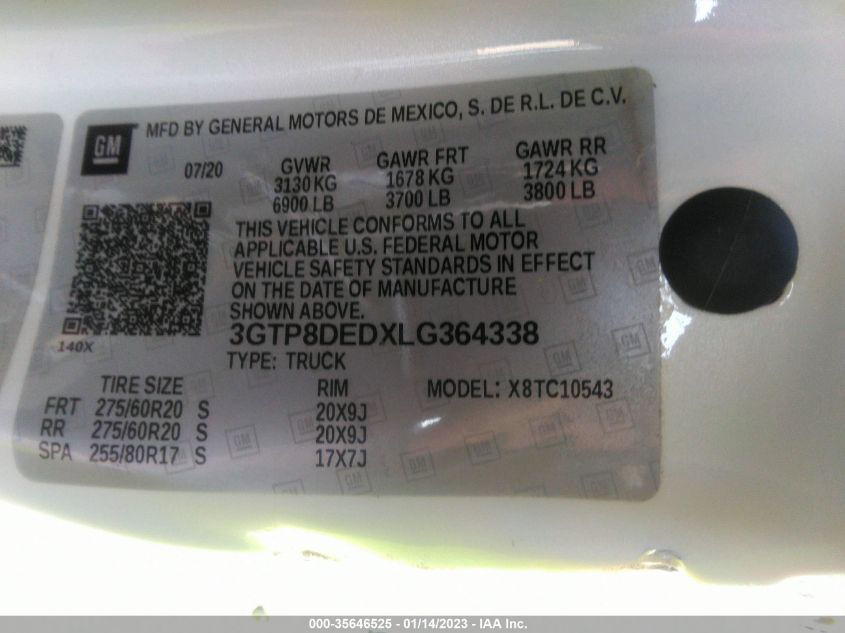 GM
MFD BY GENERAL MOTORS DE MEXICO, S. DE R.L. DE C.V.
07/20 GVWR GAWR FRT GAWR RR
3130 KG 1678 KG 1724 KG
6900 LB 3700 LB 3800 LB
THIS VEHICLE CONFORMS TO ALL
APPLICABLE U.S. FEDERAL MOTOR
VEHICLE SAFETY STANDARDS IN EFFECT
ON THE DATE OF MANUFACTURE
SHOWN ABOVE.
140X
3GTP8DEDXLG364338
TYPE: TRUCK
TIRE SIZE RIM MODEL: X8TC10543
FRT 275/60R20 S 20X9J
RR 275/60R20 S 20X9J
SPA 255/80R17 S 17X7J
000-35646525 - 01/14/2023 - IAA Inc.